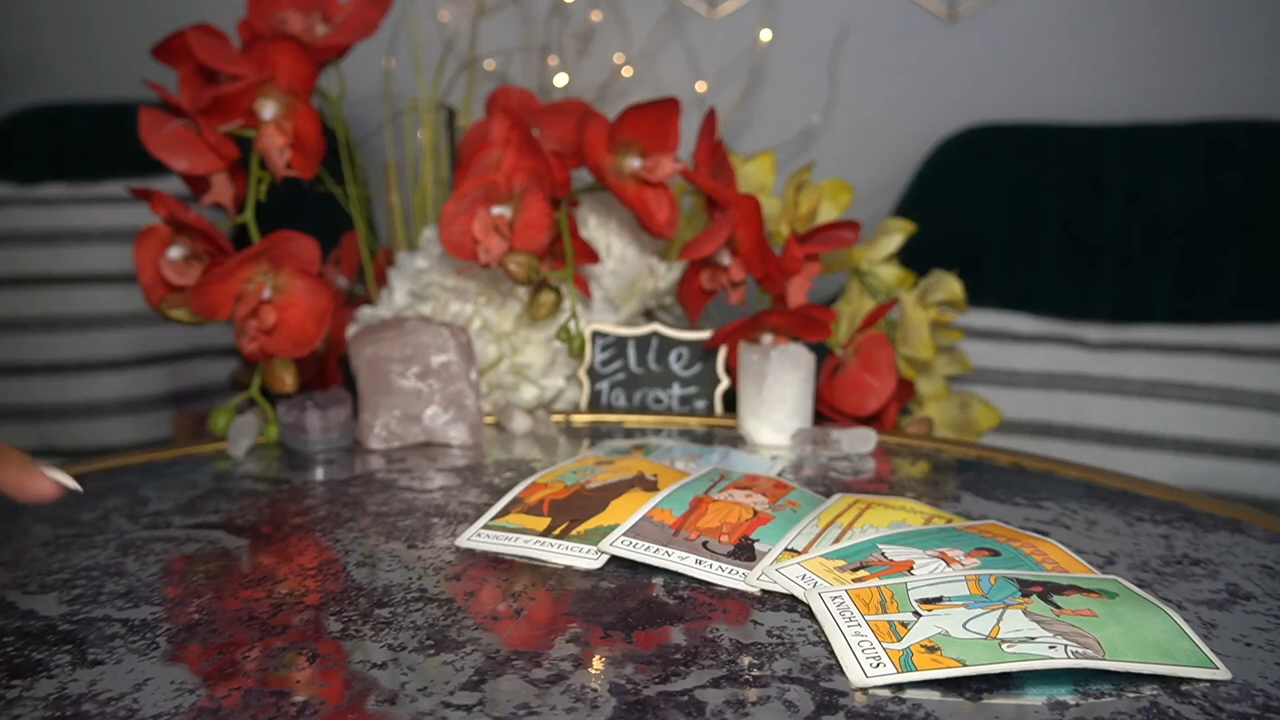 Elle
Tarot.
KNIGHT of PENTACLES
QUEEN of WANDS
KNIGHT of CUPS